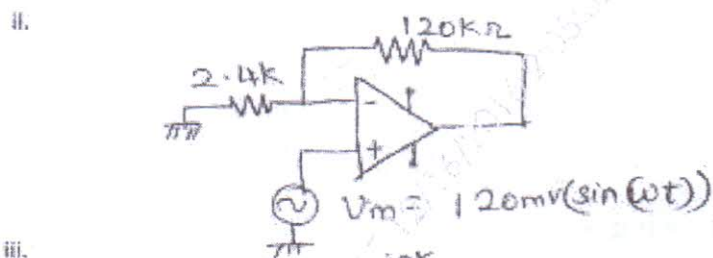 ii.
120KΩ
2.4K
-
+
Vm = 120mv(sin(ωt))
iii.